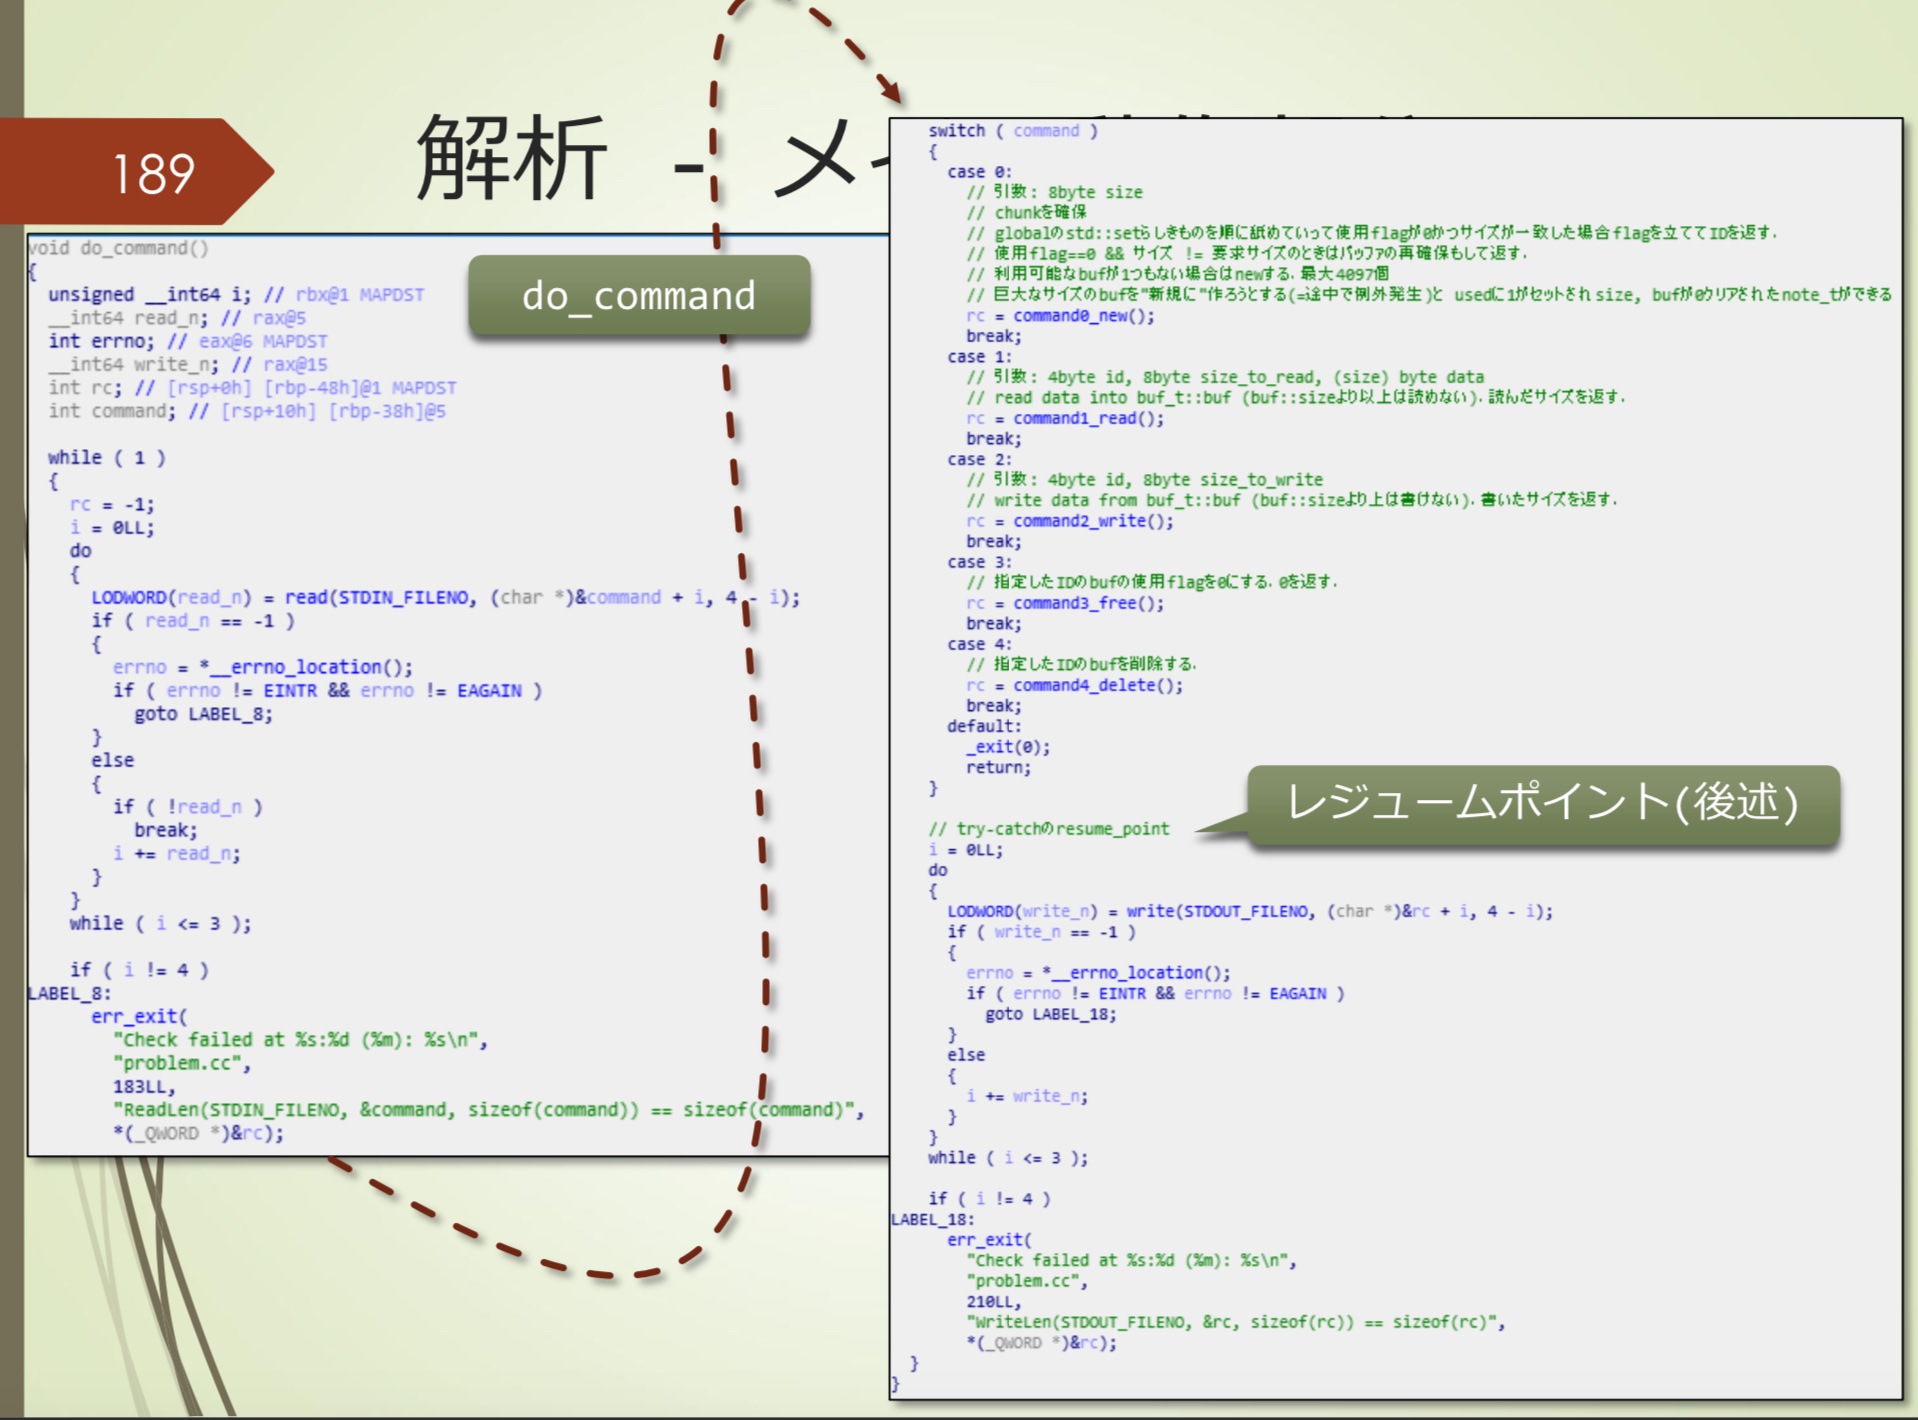 189
解析 - メイ
do_command
void do_command()
{
unsigned __int64 i; // rbx@1 MAPDST
__int64 read_n; // rax@5
int errno; // eax@6 MAPDST
__int64 write_n; // rax@15
int rc; // [rsp+0h] [rbp-48h]@1 MAPDST
int command; // [rsp+10h] [rbp-38h]@5
while ( 1 )
{
rc = -1;
i = 0LL;
do
{
LODWORD(read_n) = read(STDIN_FILENO, (char *)&command + i, 4 - i);
if ( read_n == -1 )
{
errno = *__errno_location();
if ( errno != EINTR && errno != EAGAIN )
goto LABEL_8;
}
else
{
if ( !read_n )
break;
i += read_n;
}
}
while ( i <= 3 );
if ( i != 4 )
LABEL_8:
err_exit(
"Check failed at %s:%d (%m): %s\n",
"problem.cc",
183LL,
"ReadLen(STDIN_FILENO, &command, sizeof(command)) == sizeof(command)",
*(_QWORD *)&rc);
switch ( command )
{
case 0:
// 引数: 8byte size
// chunkを確保
// globalのstd::setらしきものを順に舐めていって使用flagが0かつサイズが一致した場合flagを立ててIDを返す.
// 使用flag==0 && サイズ != 要求サイズのときはバッファの再確保もして返す.
// 利用可能なbufが1つもない場合はnewする. 最大4097個
// 巨大なサイズのbufを"新規に"作ろうとする(=途中で例外発生)と usedに1がセットされsize, bufが0クリアされたnote_tができる
rc = command0_new();
break;
case 1:
// 引数: 4byte id, 8byte size_to_read, (size) byte data
// read data into buf_t::buf (buf::sizeより以上は読めない). 読んだサイズを返す.
rc = command1_read();
break;
case 2:
// 引数: 4byte id, 8byte size_to_write
// write data from buf_t::buf (buf::sizeより上は書けない). 書いたサイズを返す.
rc = command2_write();
break;
case 3:
// 指定したIDのbufの使用flagを0にする. 0を返す.
rc = command3_free();
break;
case 4:
// 指定したIDのbufを削除する.
rc = command4_delete();
break;
default:
_exit(0);
return;
}
レジュームポイント(後述)
// try-catchのresume_point
i = 0LL;
do
{
LODWORD(write_n) = write(STDOUT_FILENO, (char *)&rc + i, 4 - i);
if ( write_n == -1 )
{
errno = *__errno_location();
if ( errno != EINTR && errno != EAGAIN )
goto LABEL_18;
}
else
{
i += write_n;
}
}
while ( i <= 3 );
if ( i != 4 )
LABEL_18:
err_exit(
"Check failed at %s:%d (%m): %s\n",
"problem.cc",
210LL,
"WriteLen(STDOUT_FILENO, &rc, sizeof(rc)) == sizeof(rc)",
*(_QWORD *)&rc);
}
}